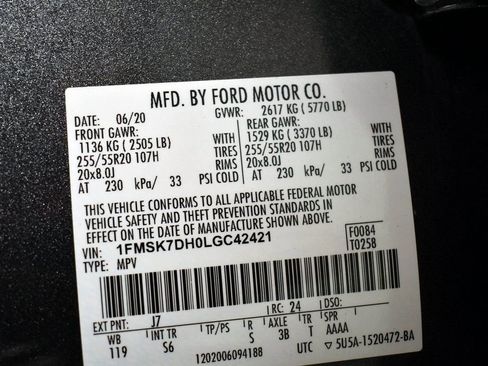 MFD. BY FORD MOTOR CO.
DATE: 06/20 GVWR: 2617 KG ( 5770 LB)
FRONT GAWR: REAR GAWR:
1136 KG ( 2505 LB) WITH 1529 KG ( 3370 LB) WITH
255/55R20 107H TIRES 255/55R20 107H TIRES
20x8.0J RIMS 20x8.0J RIMS
AT 230 kPa/ 33 PSI COLD AT 230 kPa/ 33 PSI COLD
THIS VEHICLE CONFORMS TO ALL APPLICABLE FEDERAL MOTOR
VEHICLE SAFETY AND THEFT PREVENTION STANDARDS IN
EFFECT ON THE DATE OF MANUFACTURE SHOWN ABOVE.
VIN: 1FMSK7DH0LGC42421 F0084
TYPE: MPV T0258
EXT PNT: J7 RC: 24 DSO:
WB INT TR TP/PS R AXLE TR SPR
119 S6 S 3B T AAAA
1202006094188 UTC ▽ 5U5A-1520472-BA